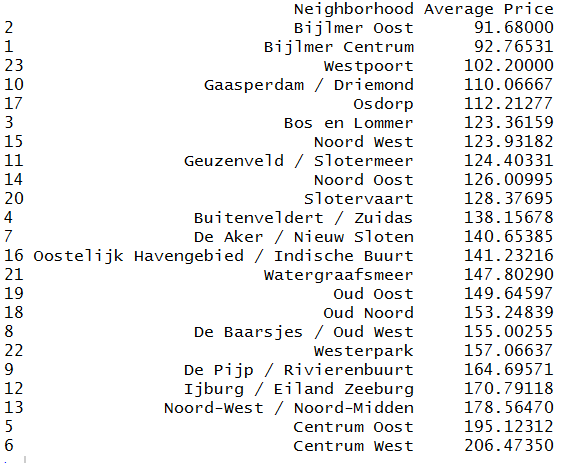 Neighborhood Average Price
2 Bijlmer Oost 91.68000
1 Bijlmer Centrum 92.76531
23 Westpoort 102.20000
10 Gaasperdam / Driemond 110.06667
17 Osdorp 112.21277
3 Bos en Lommer 123.36159
15 Noord West 123.93182
11 Geuzenveld / Slotermeer 124.40331
14 Noord Oost 126.00995
20 Slotervaart 128.37695
4 Buitenveldert / Zuidas 138.15678
7 De Aker / Nieuw Sloten 140.65385
16 Oostelijk Havengebied / Indische Buurt 141.23216
21 Watergraafsmeer 147.80290
19 Oud Oost 149.64597
18 Oud Noord 153.24839
8 De Baarsjes / Oud West 155.00255
22 Westerpark 157.06637
9 De Pijp / Rivierenbuurt 164.69571
12 Ijburg / Eiland Zeeburg 170.79118
13 Noord-West / Noord-Midden 178.56470
5 Centrum Oost 195.12312
6 Centrum West 206.47350